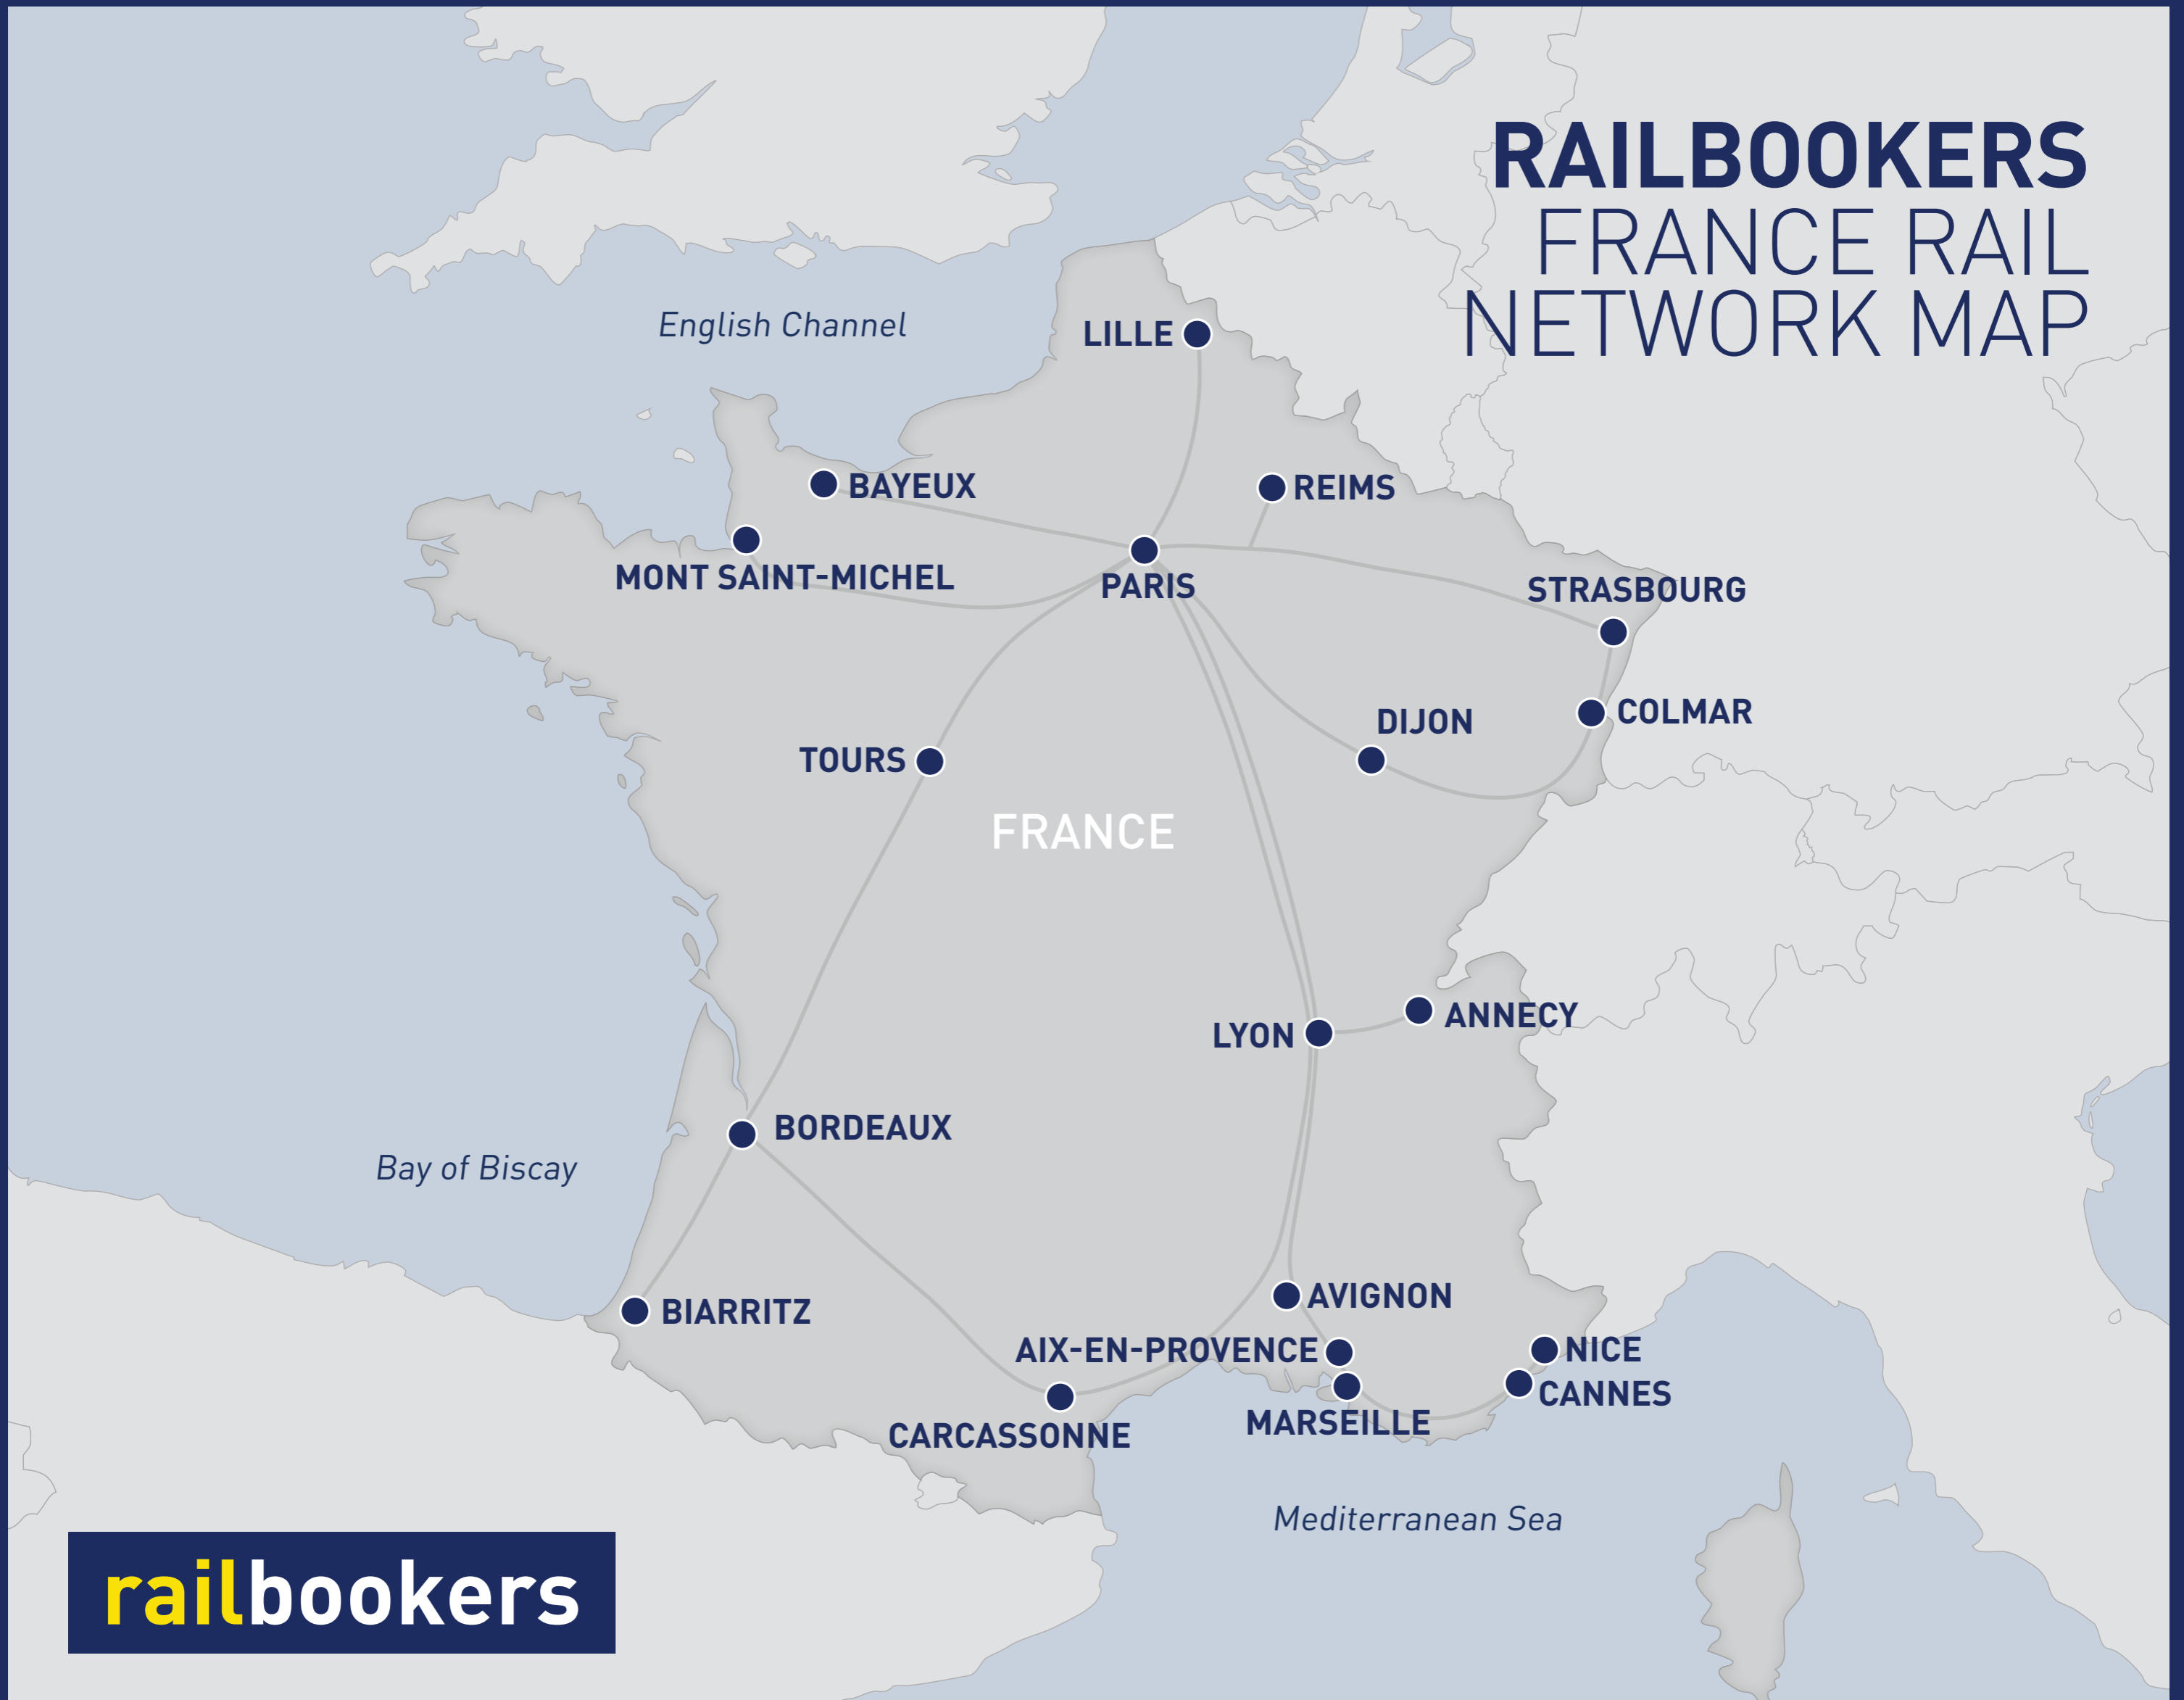 RAILBOOKERS
FRANCE RAIL
NETWORK MAP
English Channel
LILLE
BAYEUX
REIMS
MONT SAINT-MICHEL
PARIS
STRASBOURG
COLMAR
DIJON
TOURS
FRANCE
ANNECY
LYON
BORDEAUX
Bay of Biscay
AVIGNON
BIARRITZ
AIX-EN-PROVENCE
NICE
CANNES
MARSEILLE
CARCASSONNE
Mediterranean Sea
railbookers